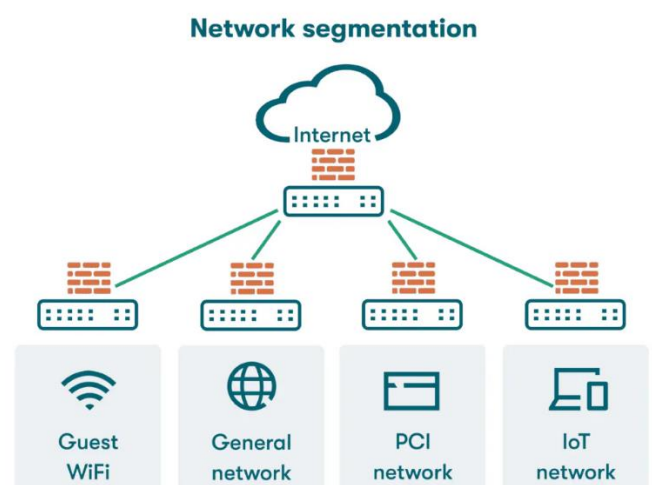 Network segmentation
Internet
Guest
WiFi
General
network
PCI
network
IoT
network